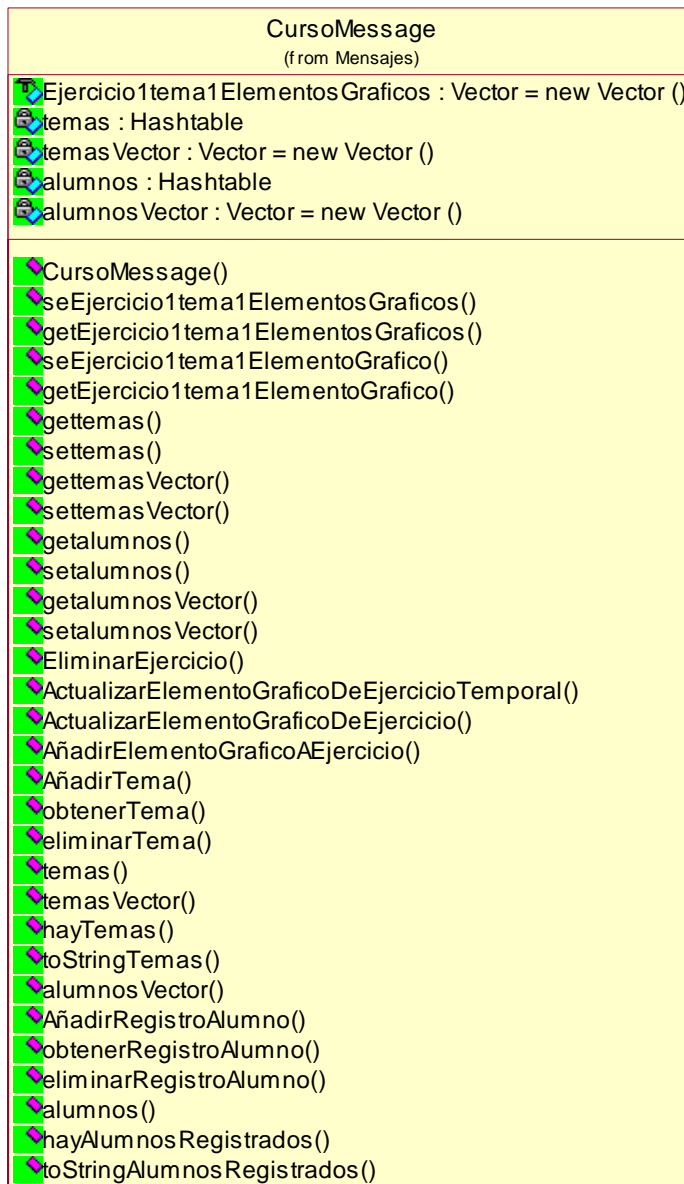 CursoMessage
(from Mensajes)
Ejercicio1tema1ElementosGraficos : Vector = new Vector ()
temas : Hashtable
temasVector : Vector = new Vector ()
alumnos : Hashtable
alumnosVector : Vector = new Vector ()
CursoMessage()
seEjercicio1tema1ElementosGraficos()
getEjercicio1tema1ElementosGraficos()
seEjercicio1tema1ElementoGrafico()
getEjercicio1tema1ElementoGrafico()
gettemas()
settemas()
gettemasVector()
settemasVector()
getalumnos()
setalumnos()
getalumnosVector()
setalumnosVector()
EliminarEjercicio()
ActualizarElementoGraficoDeEjercicioTemporal()
ActualizarElementoGraficoDeEjercicio()
AñadirElementoGraficoAEjercicio()
AñadirTema()
obtenerTema()
eliminarTema()
temas()
temasVector()
hayTemas()
toStringTemas()
alumnosVector()
AñadirRegistroAlumno()
obtenerRegistroAlumno()
eliminarRegistroAlumno()
alumnos()
hayAlumnosRegistrados()
toStringAlumnosRegistrados()